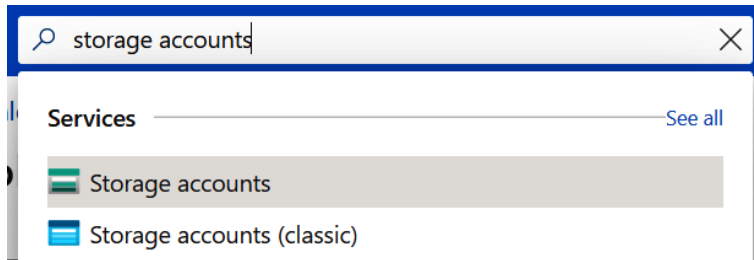 storage accounts
Services
See all
Storage accounts
Storage accounts (classic)